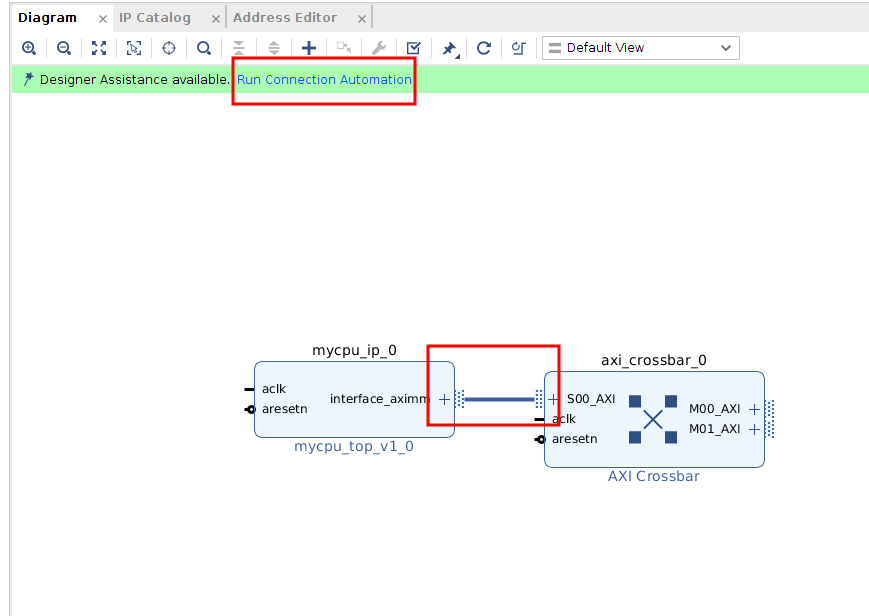 Diagram IP Catalog Address Editor
Default View
Designer Assistance available. Run Connection Automation
mycpu_ip_0
aclk
aresetn
interface_aximm
mycpu_top_v1_0
axi_crossbar_0
S00_AXI
aclk
aresetn
M00_AXI
M01_AXI
AXI Crossbar